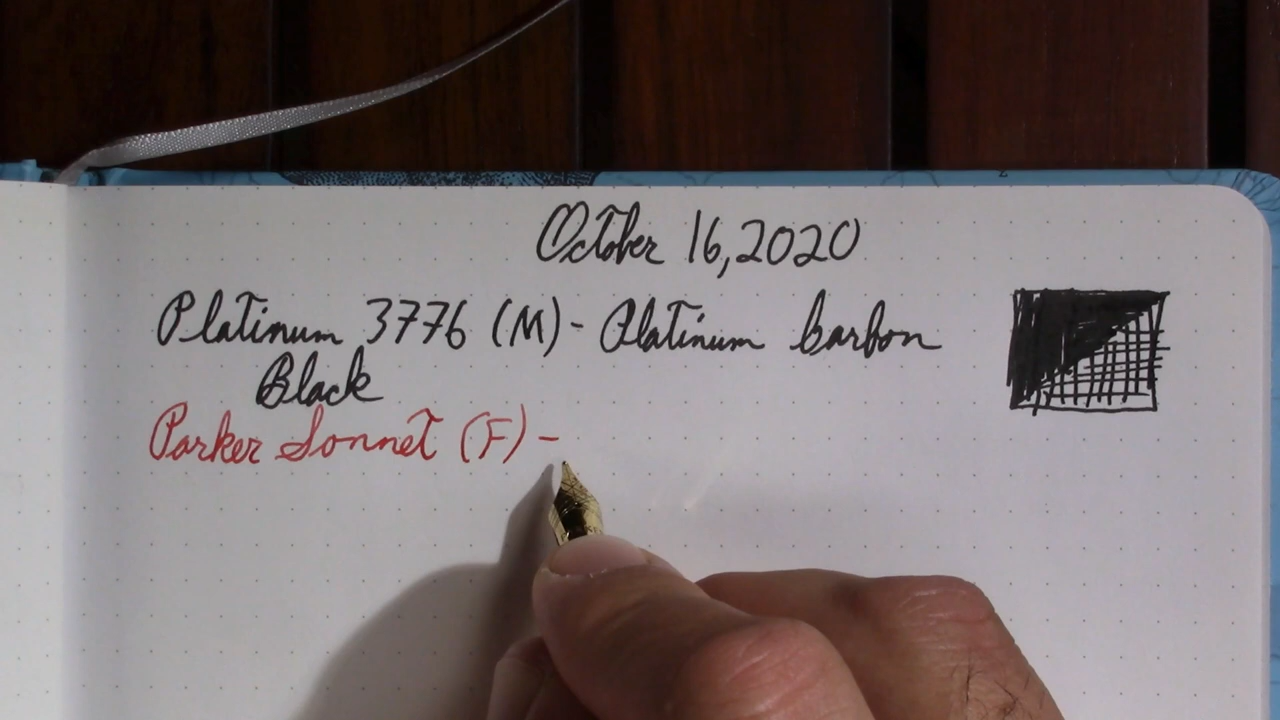 October 16, 2020
Platinum 3776 (M) - Platinum Carbon
Black
Parker Sonnet (F) -